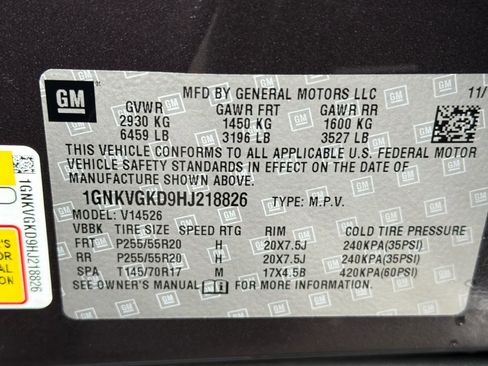 GM
MFD BY GENERAL MOTORS LLC 11/
GVWR GAWR FRT GAWR RR
2930 KG 1450 KG 1600 KG
6459 LB 3196 LB 3527 LB
THIS VEHICLE CONFORMS TO ALL APPLICABLE U.S. FEDERAL MOTOR
VEHICLE SAFETY STANDARDS IN EFFECT ON THE DATE OF
MANUFACTURE SHOWN ABOVE.
1GNKVGKD9HJ218826 TYPE: M.P.V.
MODEL: V14526
VBBK TIRE SIZE SPEED RTG RIM COLD TIRE PRESSURE
FRT P255/55R20 H 20X7.5J 240KPA(35PSI)
RR P255/55R20 H 20X7.5J 240KPA(35PSI)
SPA T145/70R17 M 17X4.5B 420KPA(60PSI)
SEE OWNER'S MANUAL FOR MORE INFORMATION.
1GNKVGKD9HJ218826